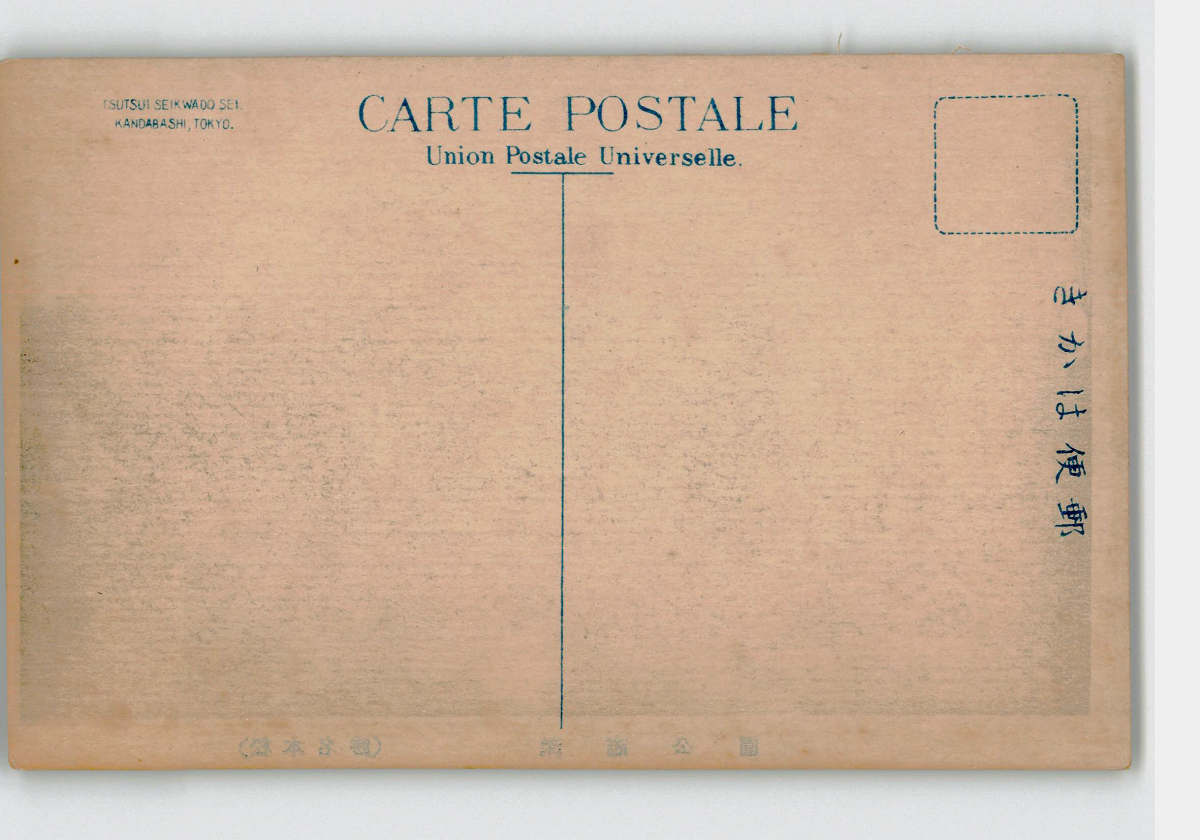 TSUTSUI SEIKWADO SEI.
KANDABASHI, TOKYO.
CARTE POSTALE
Union Postale Universelle.
きかは便郵